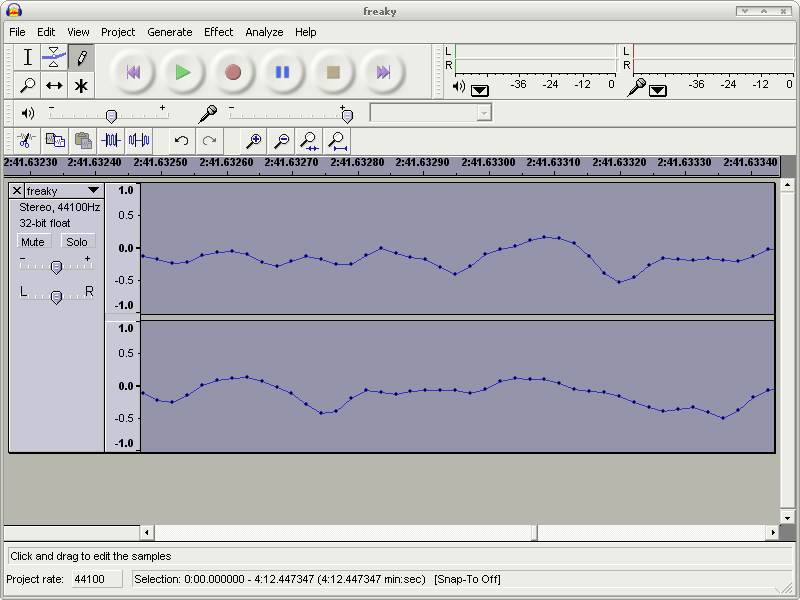 freaky
File Edit View Project Generate Effect Analyze Help
L
R
-36 -24 -12 0
L
R
-36 -24 -12 0
- + - +
2:41.63230 2:41.63240 2:41.63250 2:41.63260 2:41.63270 2:41.63280 2:41.63290 2:41.63300 2:41.63310 2:41.63320 2:41.63330 2:41.63340
freaky
Stereo, 44100Hz
32-bit float
Mute Solo
- +
L R
1.0
0.5
0.0
-0.5
-1.0
1.0
0.5
0.0
-0.5
-1.0
Click and drag to edit the samples
Project rate: 44100 Selection: 0:00.000000 - 4:12.447347 (4:12.447347 min:sec) [Snap-To Off]